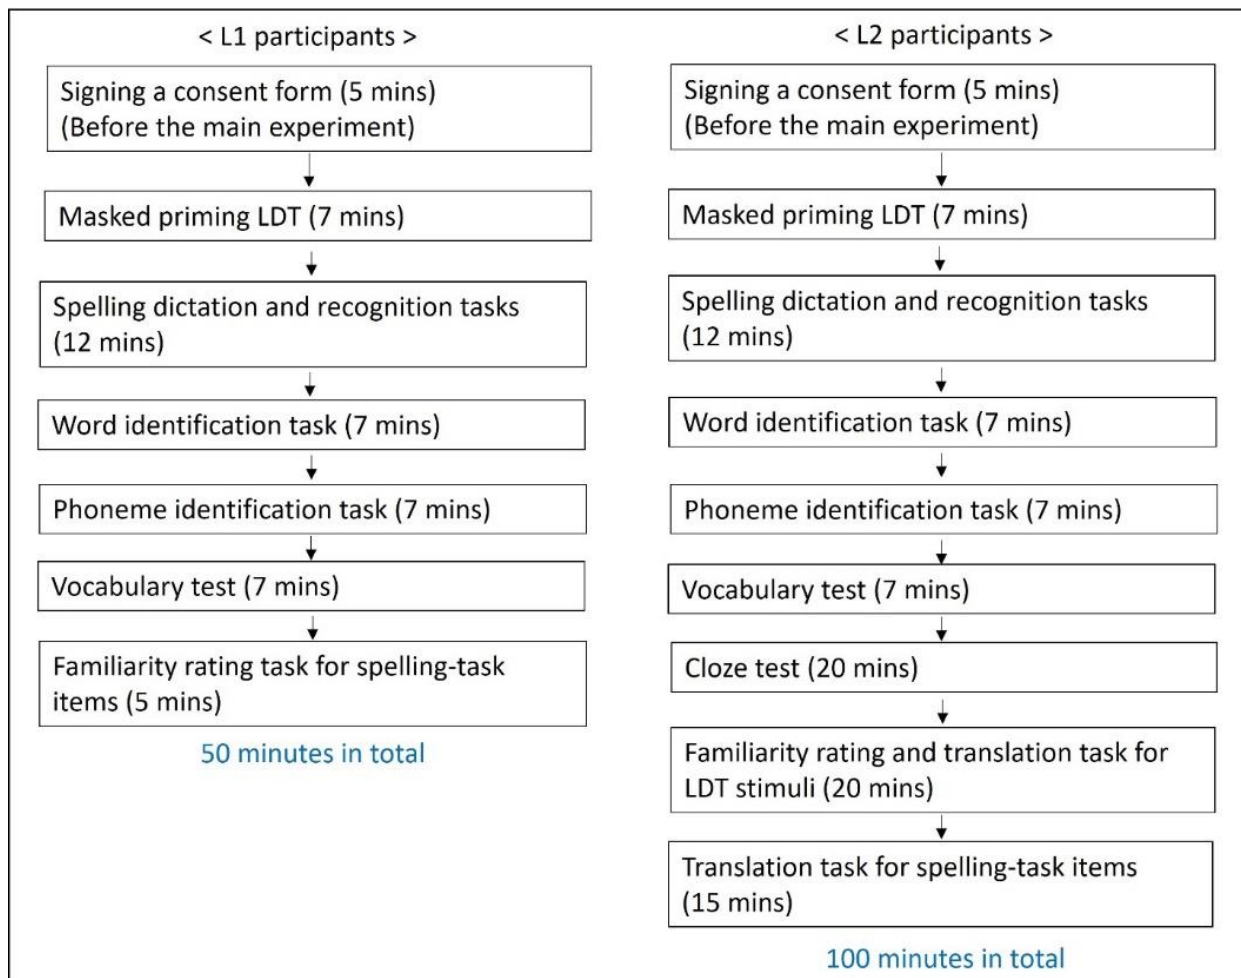 < L1 participants >
Signing a consent form (5 mins)
(Before the main experiment)
Masked priming LDT (7 mins)
Spelling dictation and recognition tasks
(12 mins)
Word identification task (7 mins)
Phoneme identification task (7 mins)
Vocabulary test (7 mins)
Familiarity rating task for spelling-task
items (5 mins)
50 minutes in total
< L2 participants >
Signing a consent form (5 mins)
(Before the main experiment)
Masked priming LDT (7 mins)
Spelling dictation and recognition tasks
(12 mins)
Word identification task (7 mins)
Phoneme identification task (7 mins)
Vocabulary test (7 mins)
Cloze test (20 mins)
Familiarity rating and translation task for
LDT stimuli (20 mins)
Translation task for spelling-task items
(15 mins)
100 minutes in total